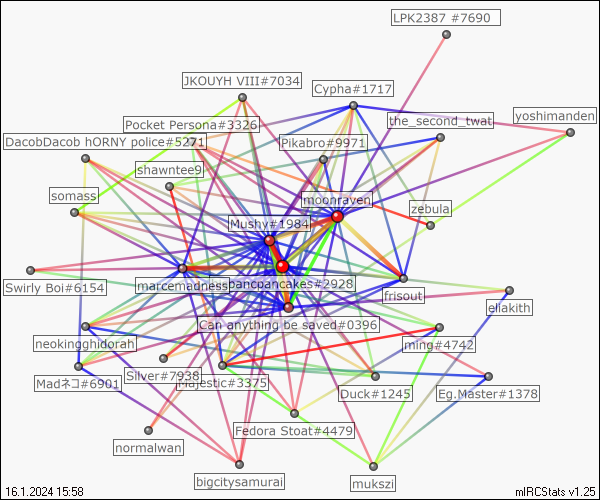 LPK2387 #7690
JKOUYH VIII#7034
Cypha#1717
yoshimanden
Pocket Persona#3326
the_second_twat
DacobDacob hORNY police#5271
Pikabro#9971
shawntee9
somass
moonraven
zebula
Mushy#1984
Swirly Boi#6154
marcemadness
pancpancakes#2928
frisout
eliakith
Can anything be saved#0396
neokingghidorah
ming#4742
Madネコ#6901
Silver#7938
Majestic#3375
Duck#1245
Eg.Master#1378
Fedora Stoat#4479
normalwan
bigcitysamurai
mukszi
16.1.2024 15:58
mIRCStats v1.25